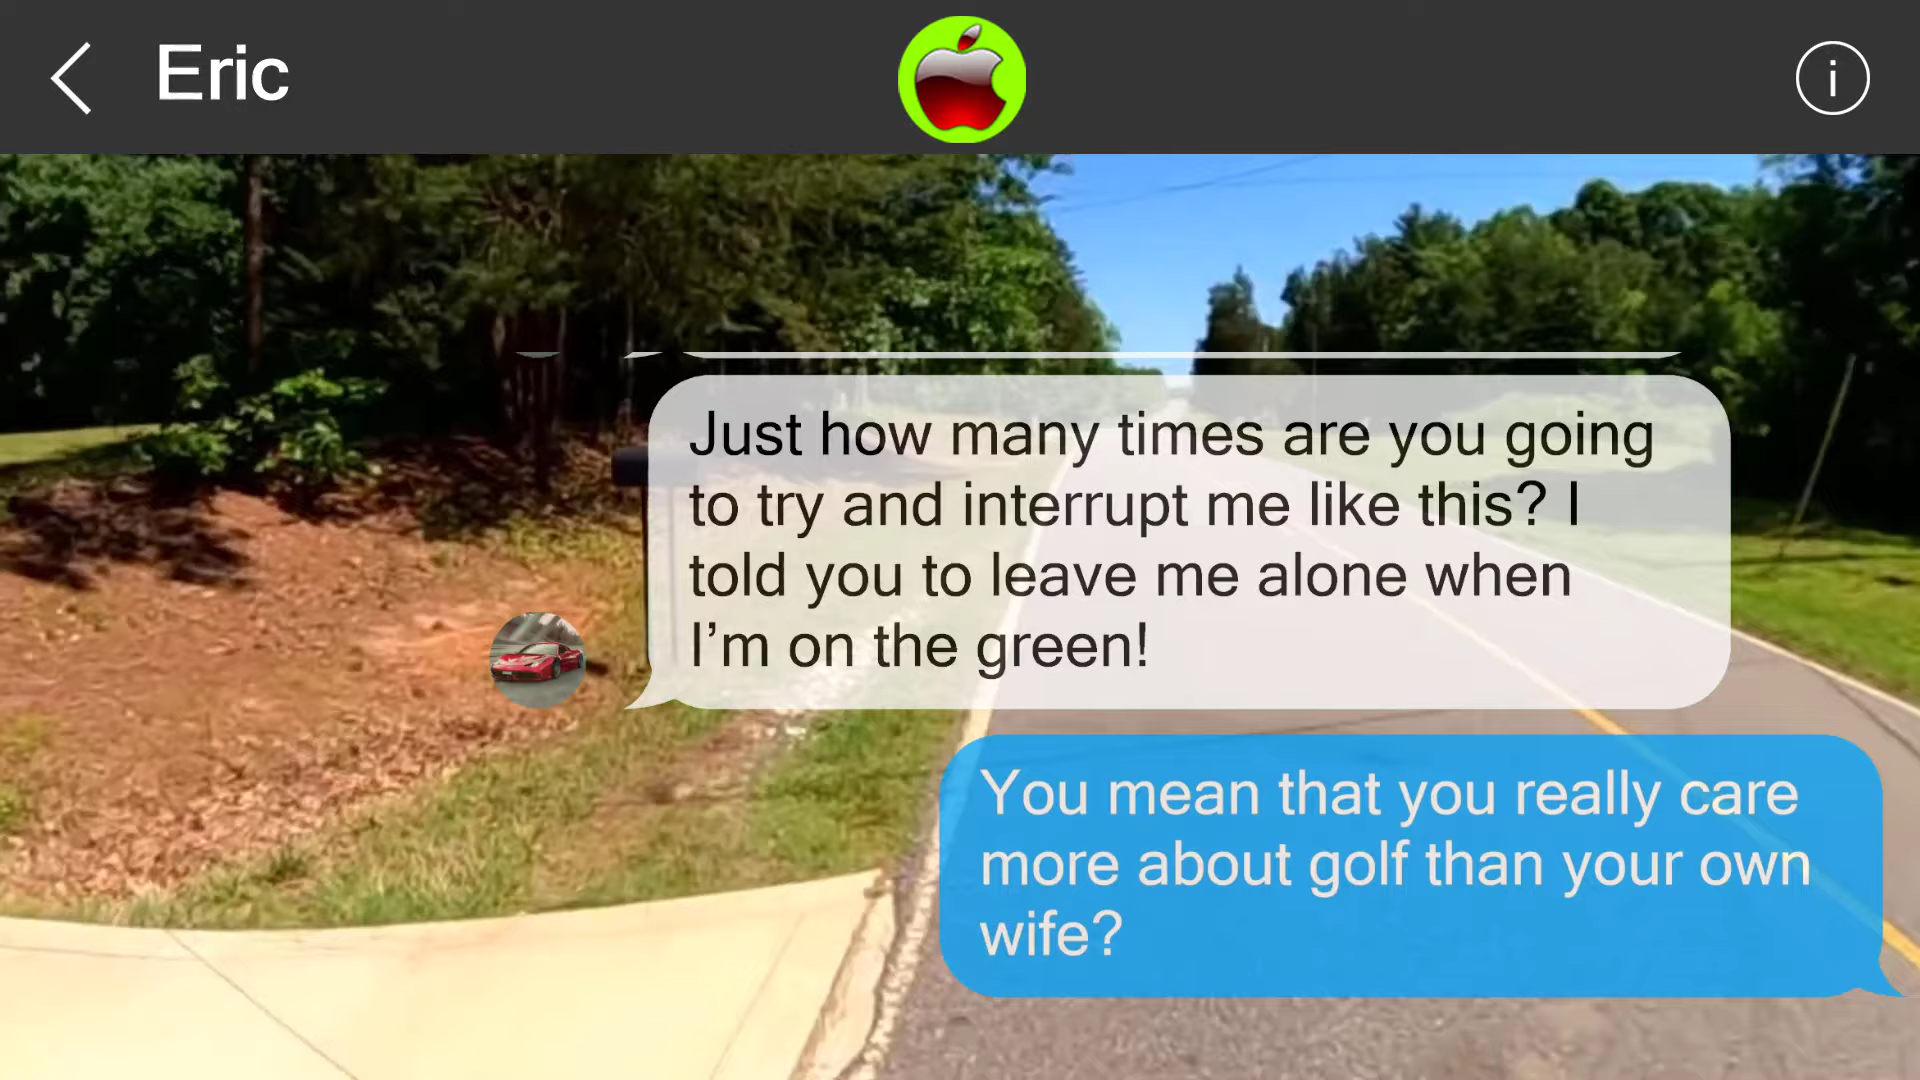 Eric
i
Just how many times are you going
to try and interrupt me like this? I
told you to leave me alone when
I’m on the green!
You mean that you really care
more about golf than your own
wife?